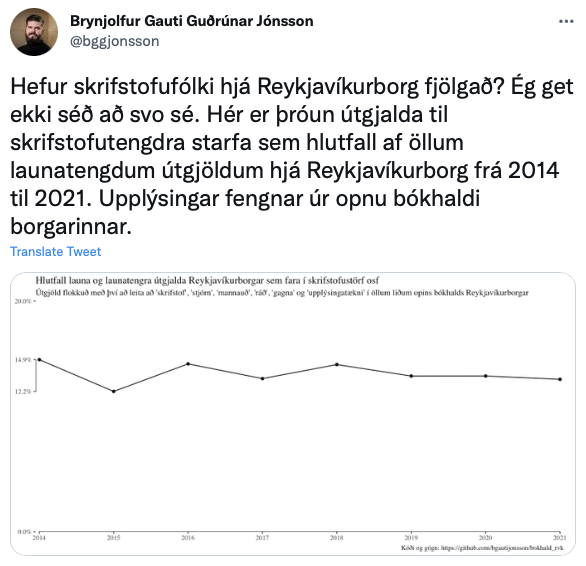 Brynjolfur Gauti Guðrúnar Jónsson
@bggjonsson
Hefur skrifstofufólki hjá Reykjavíkurborg fjölgað? Ég get
ekki séð að svo sé. Hér er þróun útgjalda til
skrifstofutengdra starfa sem hlutfall af öllum
launatengdum útgjöldum hjá Reykjavíkurborg frá 2014
til 2021. Upplýsingar fengnar úr opnu bókhaldi
borgarinnar.
Translate Tweet
Hlutfall launa og launatengra útgjalda Reykjavíkurborgar sem fara í skrifstofustörf osf
Útgjöld flokkuð með því að leita að 'skrifstof', 'stjórn', 'mannauð', 'ráð', 'gagna' og 'upplýsingatækni' í öllum liðum opins bókhalds Reykjavíkurborgar
20.0%
14.9%
12.2%
0.0%
2014 2015 2016 2017 2018 2019 2020 2021
Kóði og gögn: https://github.com/bgautijonsson/bokhald_rvk